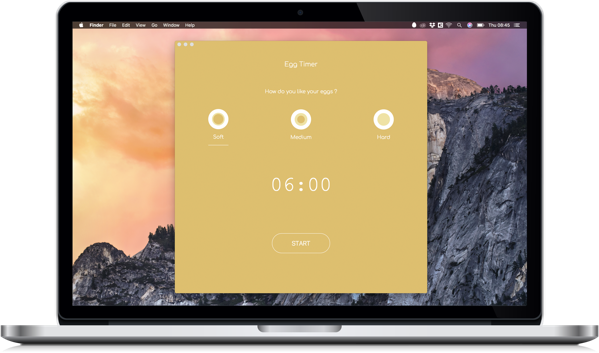 Finder File Edit View Go Window Help Thu 08:45
Egg Timer
How do you like your eggs?
Soft Medium Hard
06:00
START